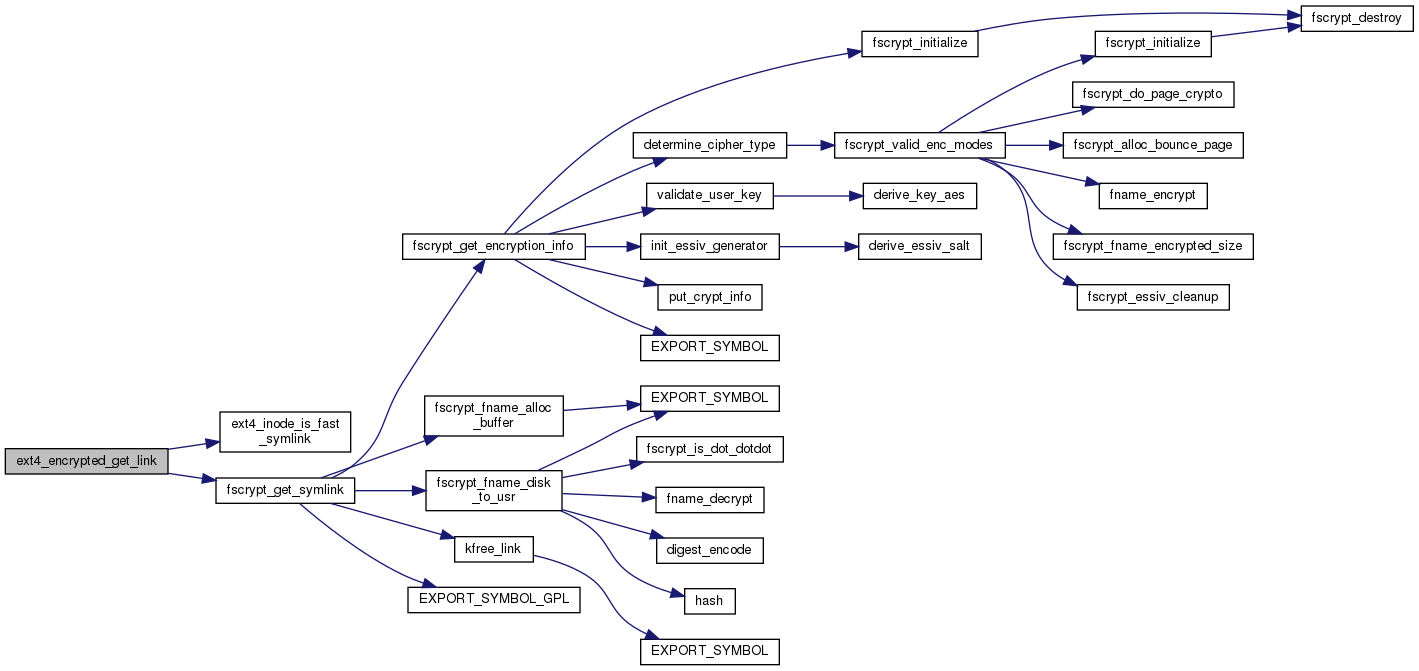 fscrypt_destroy
fscrypt_initialize
fscrypt_initialize
fscrypt_do_page_crypto
determine_cipher_type
fscrypt_valid_enc_modes
fscrypt_alloc_bounce_page
validate_user_key
derive_key_aes
fname_encrypt
fscrypt_get_encryption_info
init_essiv_generator
derive_essiv_salt
fscrypt_fname_encrypted_size
put_crypt_info
fscrypt_essiv_cleanup
EXPORT_SYMBOL
EXPORT_SYMBOL
fscrypt_fname_alloc
_buffer
ext4_inode_is_fast
_symlink
fscrypt_is_dot_dotdot
ext4_encrypted_get_link
fscrypt_get_symlink
fscrypt_fname_disk
_to_usr
fname_decrypt
kfree_link
digest_encode
EXPORT_SYMBOL_GPL
hash
EXPORT_SYMBOL